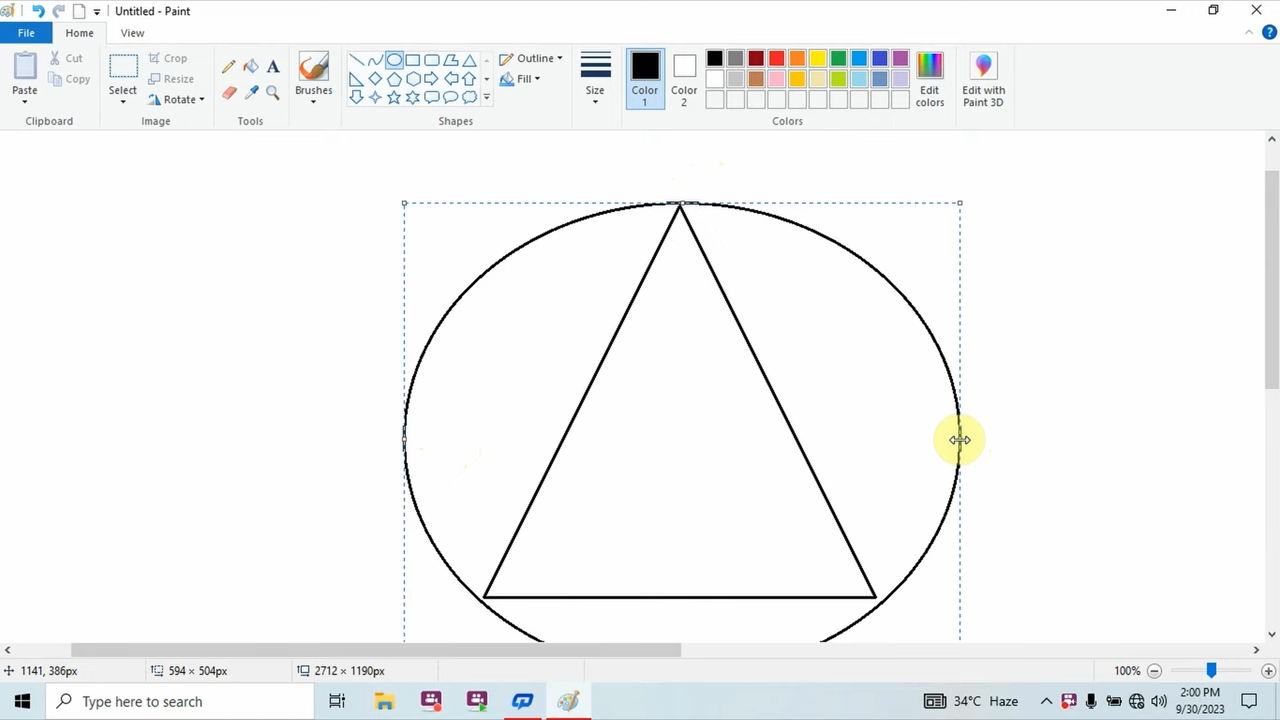 Untitled - Paint
File
Home
View
Paste
Cut
Copy
Clipboard
Select
Crop
Resize
Rotate
Image
A
Tools
Brushes
Outline
Fill
Shapes
Size
Color
1
Color
2
Edit
colors
Colors
Edit with
Paint 3D
1141, 386px
594 × 504px
2712 × 1190px
100%
Type here to search
34°C Haze
2:00 PM
9/30/2023